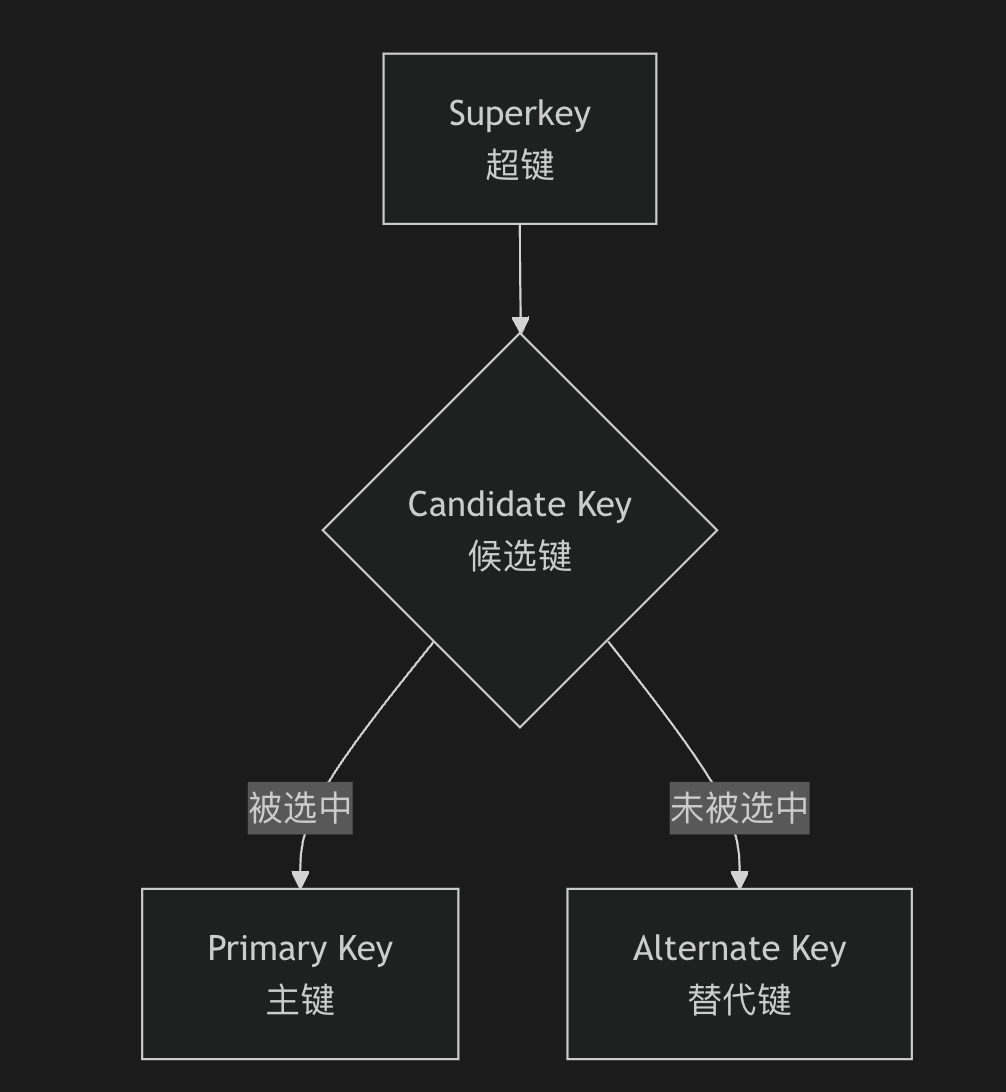 Superkey
超键
Candidate Key
候选键
被选中
未被选中
Primary Key
主键
Alternate Key
替代键